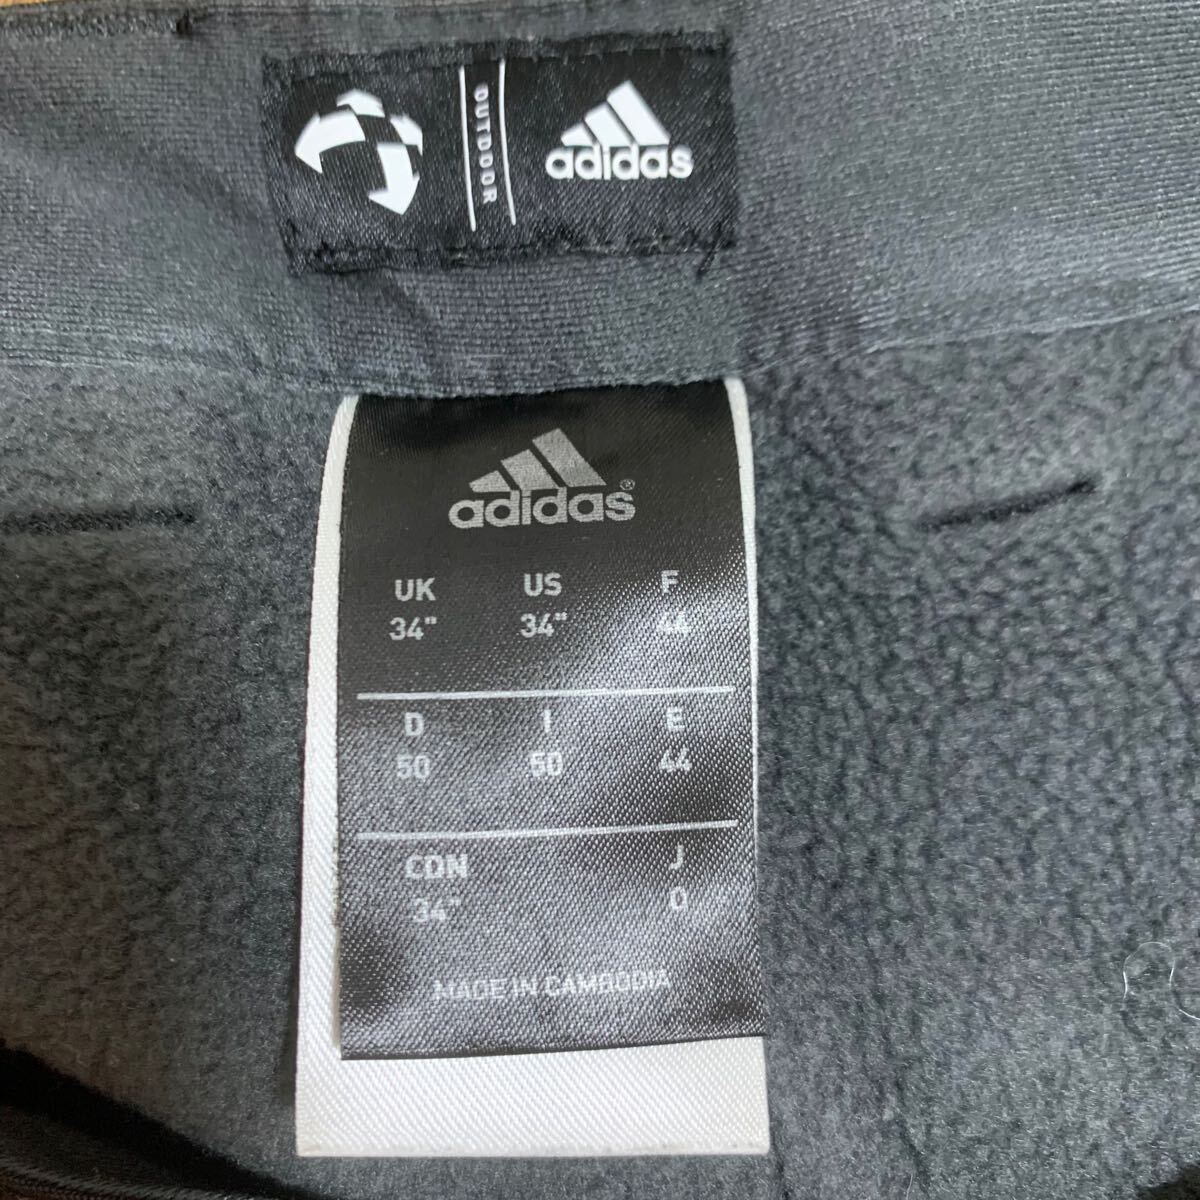 OUTDOOR
adidas
adidas®
UK US F
34" 34" 44
D I E
50 50 44
CDN J
34" O
MADE IN CAMBODIA